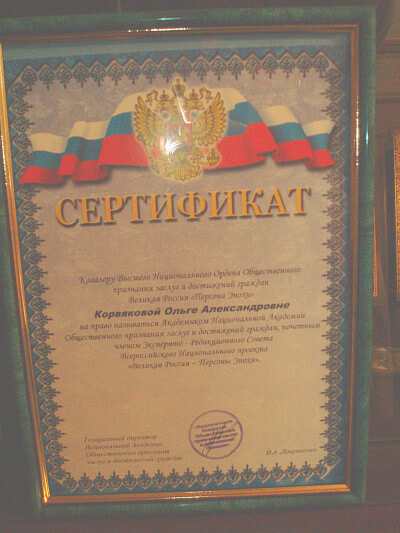 СЕРТИФИКАТ
Кавалеру Высшего Национального Ордена Общественного
признания заслуг и достижений граждан
Великая Россия «Персона Эпохи»
Корвяковой Ольге Александровне
на право называться Академиком Национальной Академии
Общественного признания заслуг и достижений граждан, почетным
членом Экспертно - Редакционного Совета
Всероссийского Национального проекта
«Великая Россия – Персоны Эпохи».
Генеральный директор
Национальной Академии
Общественного признания
заслуг и достижений граждан